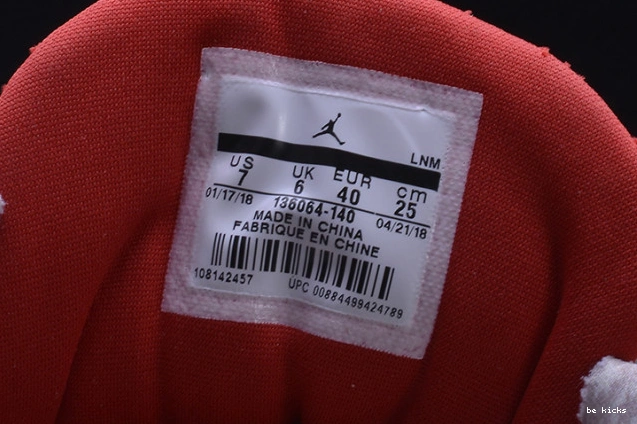 LNM
US UK EUR cm
7 6 40 25
01/17/18 136064-140 04/21/18
MADE IN CHINA
FABRIQUE EN CHINE
108142457 UPC 00884499424789
be kicks